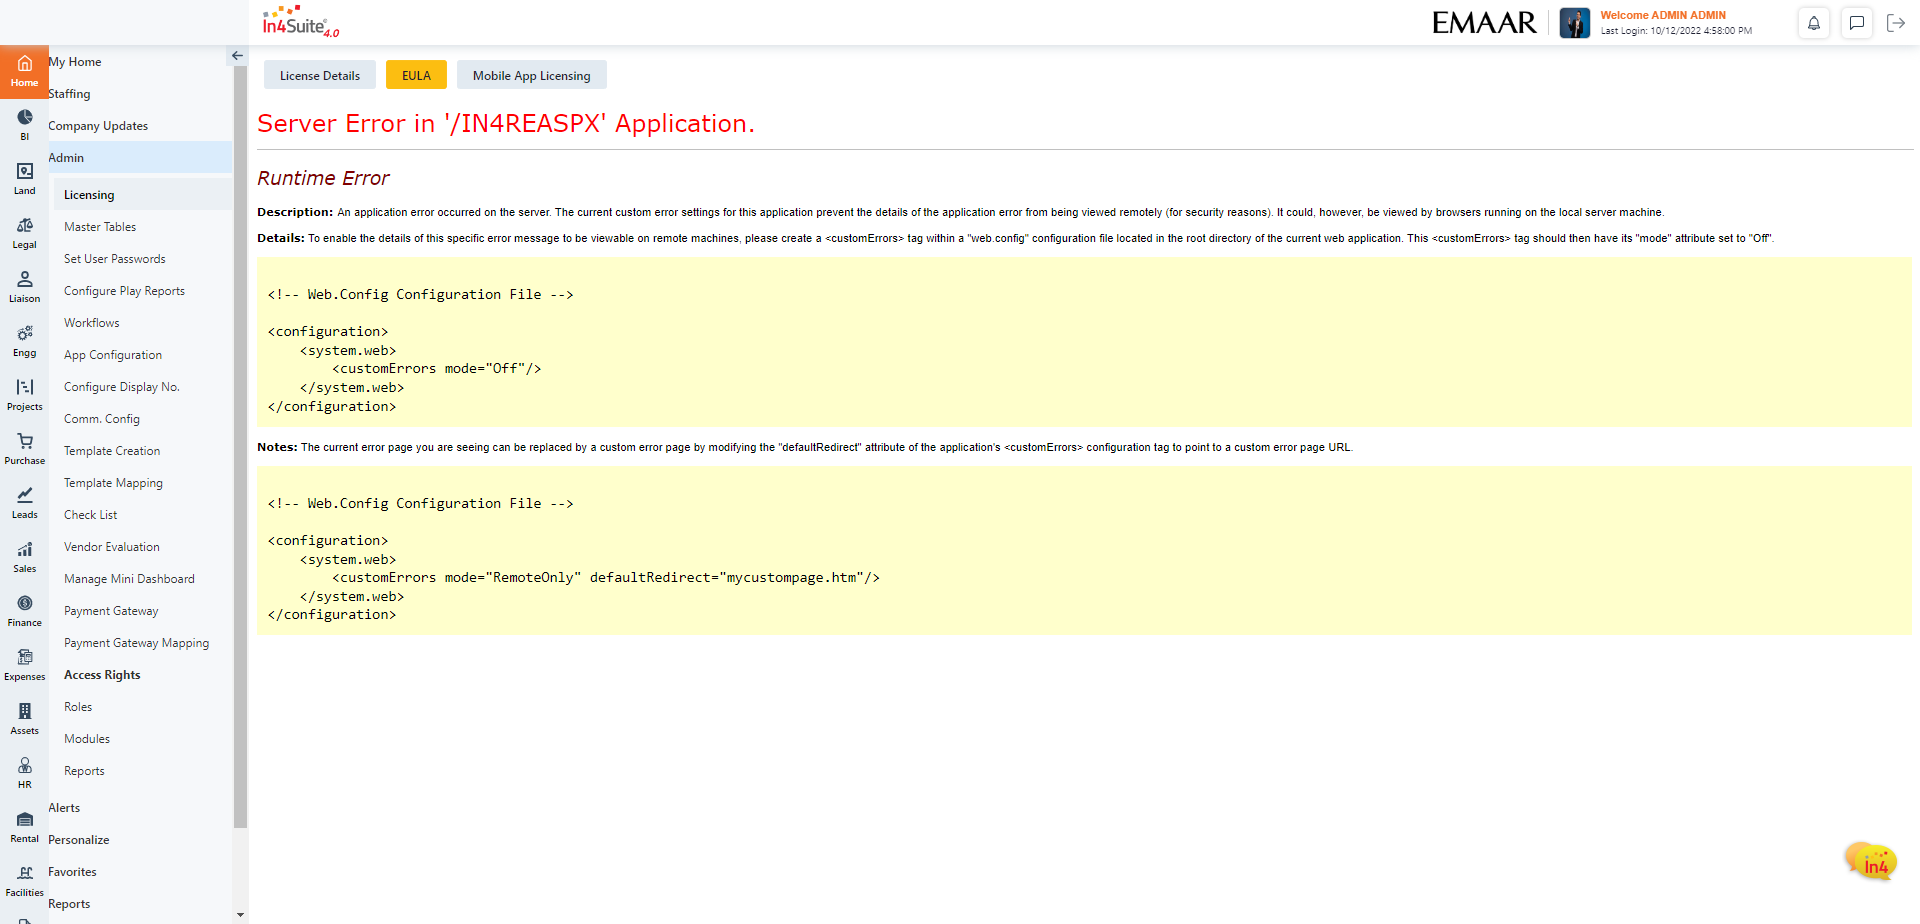 In4Suite® 4.0
EMAAR
Welcome ADMIN ADMIN
Last Login: 10/12/2022 4:58:00 PM
Home
BI
Land
Legal
Liaison
Engg
Projects
Purchase
Leads
Sales
Finance
Expenses
Assets
HR
Rental
Facilities
My Home
Staffing
Company Updates
Admin
Licensing
Master Tables
Set User Passwords
Configure Play Reports
Workflows
App Configuration
Configure Display No.
Comm. Config
Template Creation
Template Mapping
Check List
Vendor Evaluation
Manage Mini Dashboard
Payment Gateway
Payment Gateway Mapping
Access Rights
Roles
Modules
Reports
Alerts
Personalize
Favorites
Reports
License Details
EULA
Mobile App Licensing
Server Error in '/IN4REASPX' Application.
Runtime Error
Description: An application error occurred on the server. The current custom error settings for this application prevent the details of the application error from being viewed remotely (for security reasons). It could, however, be viewed by browsers running on the local server machine.
Details: To enable the details of this specific error message to be viewable on remote machines, please create a <customErrors> tag within a "web.config" configuration file located in the root directory of the current web application. This <customErrors> tag should then have its "mode" attribute set to "Off".
<!-- Web.Config Configuration File -->
<configuration>
    <system.web>
        <customErrors mode="Off"/>
    </system.web>
</configuration>
Notes: The current error page you are seeing can be replaced by a custom error page by modifying the "defaultRedirect" attribute of the application's <customErrors> configuration tag to point to a custom error page URL.
<!-- Web.Config Configuration File -->
<configuration>
    <system.web>
        <customErrors mode="RemoteOnly" defaultRedirect="mycustompage.htm"/>
    </system.web>
</configuration>
in4